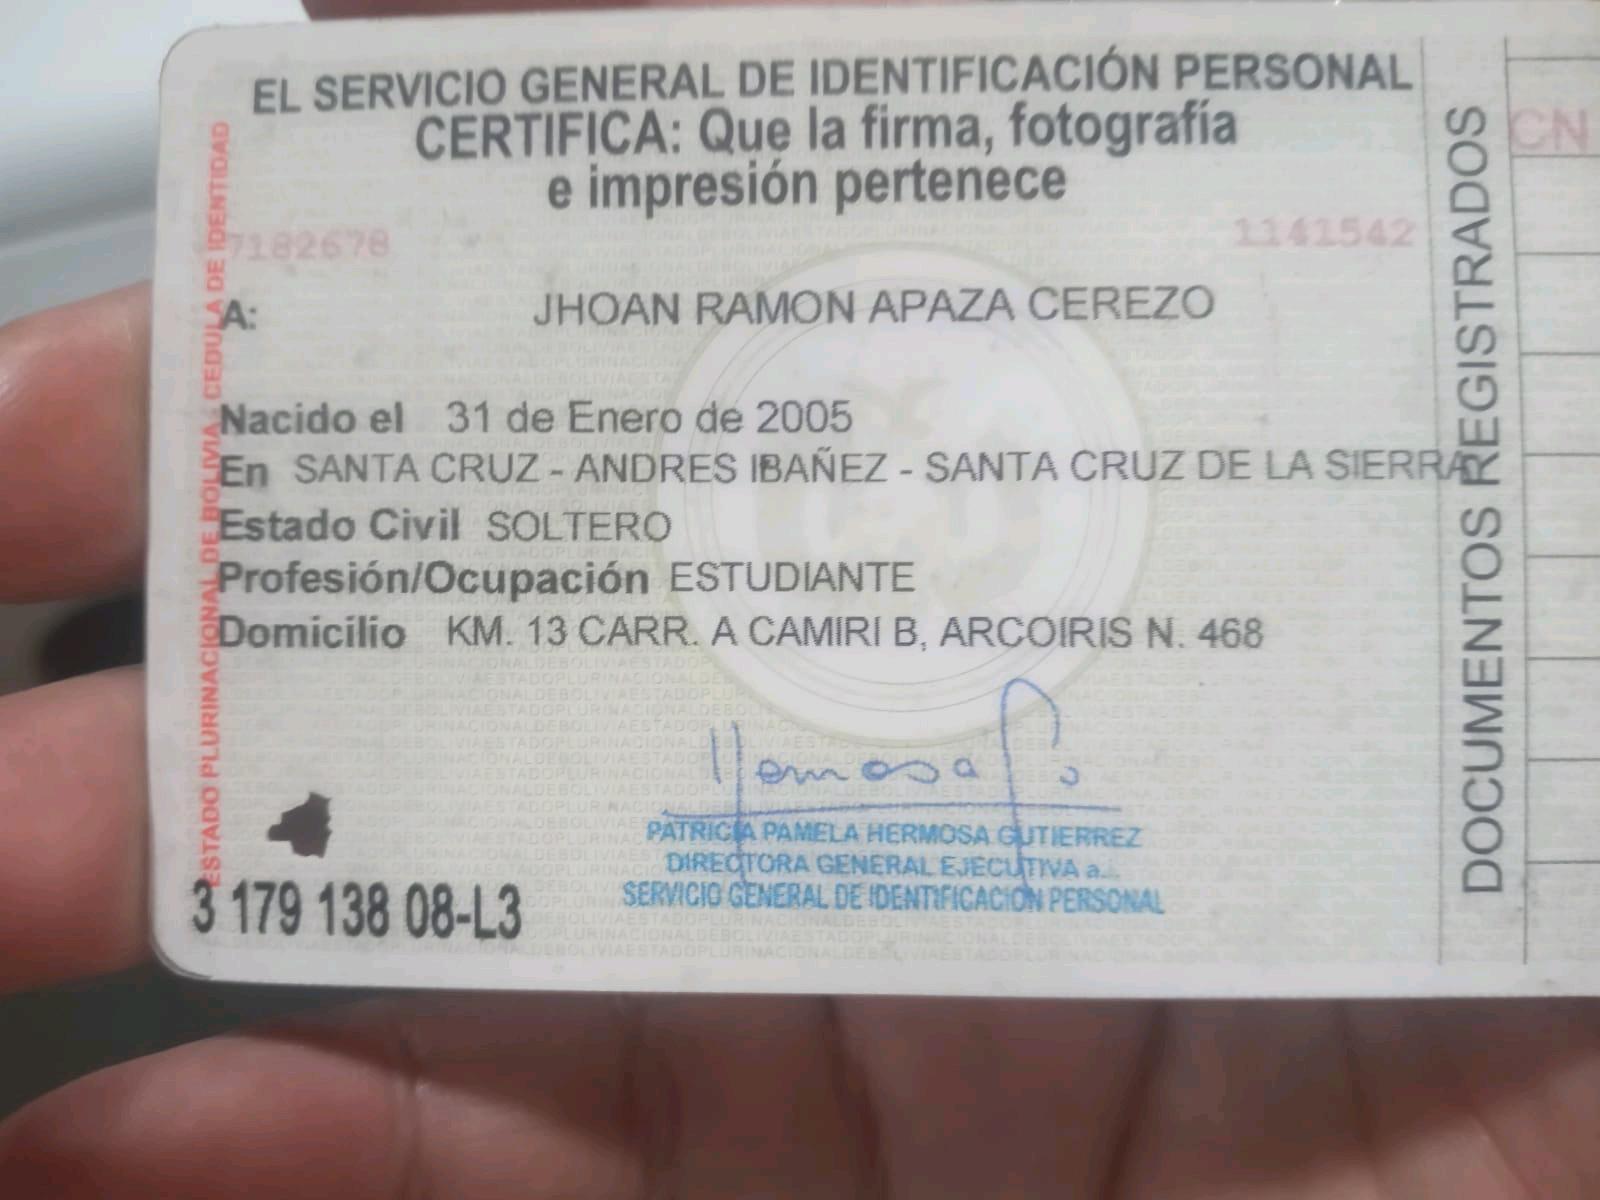 EL SERVICIO GENERAL DE IDENTIFICACIÓN PERSONAL
CERTIFICA: Que la firma, fotografía
e impresión pertenece
7182678
1141542
A: JHOAN RAMON APAZA CEREZO
Nacido el 31 de Enero de 2005
En SANTA CRUZ - ANDRES IBAÑEZ - SANTA CRUZ DE LA SIERRA
Estado Civil SOLTERO
Profesión/Ocupación ESTUDIANTE
Domicilio KM. 13 CARR. A CAMIRI B, ARCOIRIS N. 468
Hermosa
PATRICIA PAMELA HERMOSA GUTIERREZ
DIRECTORA GENERAL EJECUTIVA a.i.
SERVICIO GENERAL DE IDENTIFICACION PERSONAL
3 179 138 08-L3
ESTADO PLURINACIONAL DE BOLIVIA - CEDULA DE IDENTIDAD
DOCUMENTOS REGISTRADOS
CN